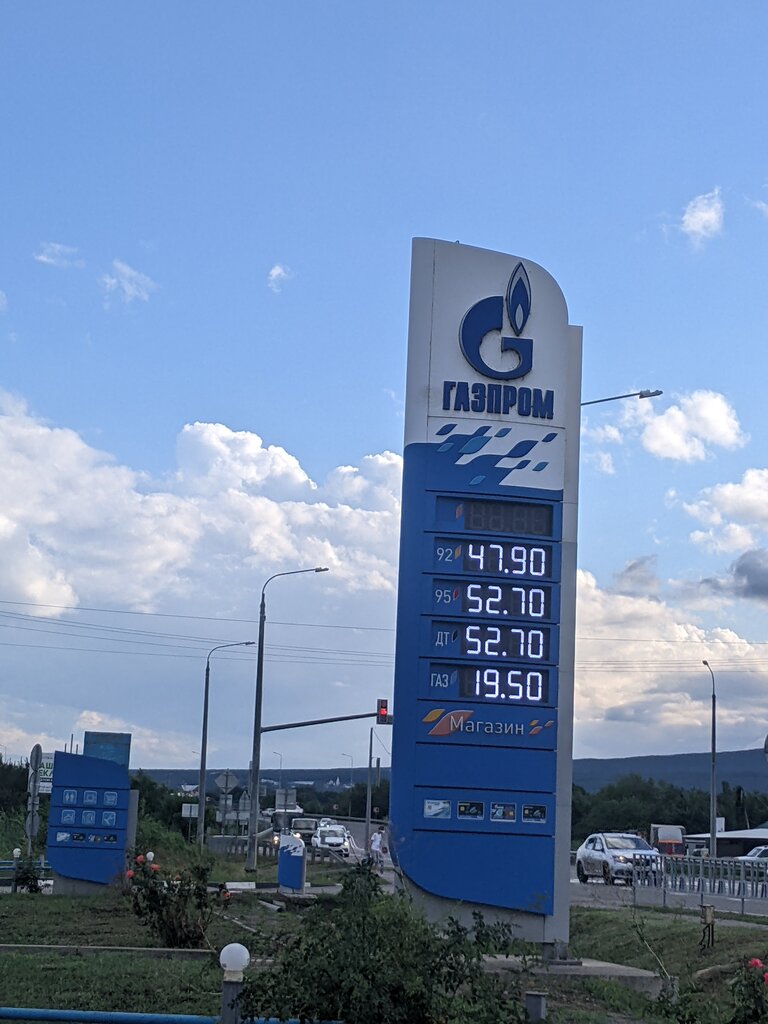 ГАЗПРОМ
92 47.90
95 52.70
ДТ 52.70
ГАЗ 19.50
Магазин